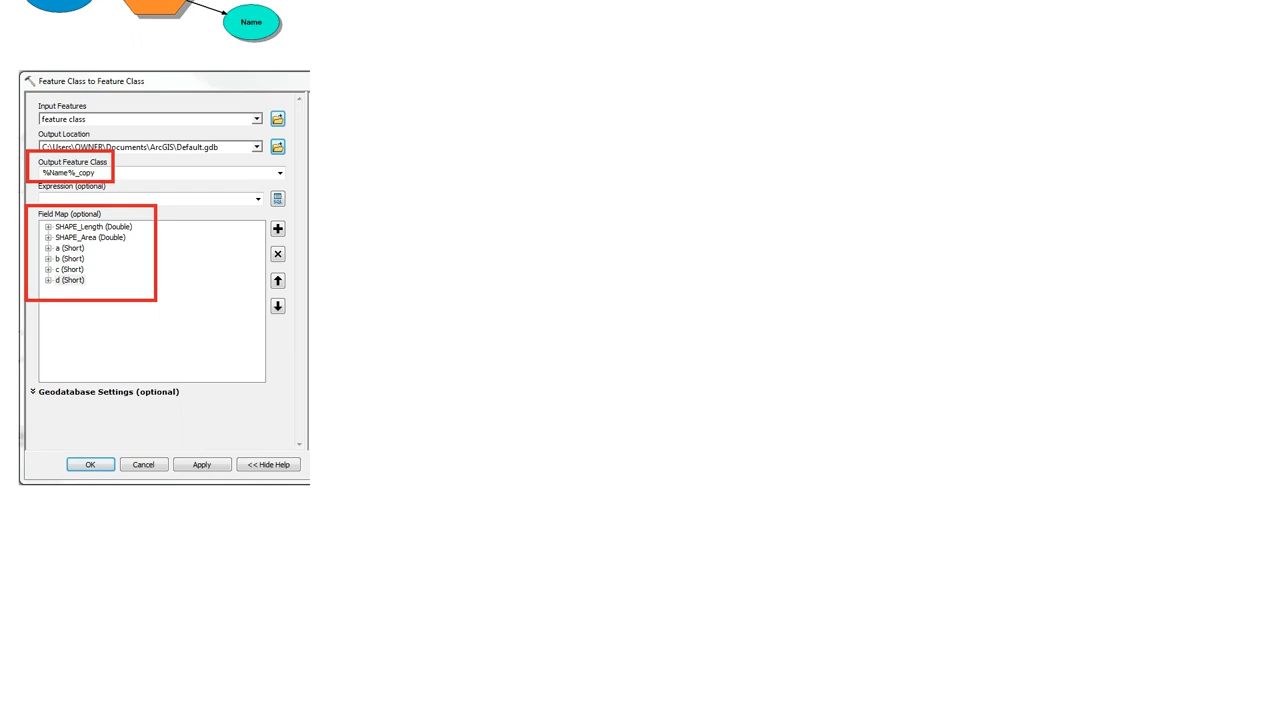 Name
Feature Class to Feature Class
Input Features
feature class
Output Location
C:\Users\OWNER\Documents\ArcGIS\Default.gdb
Output Feature Class
%Name%_copy
Expression (optional)
SQL
Field Map (optional)
SHAPE_Length (Double)
SHAPE_Area (Double)
a (Short)
b (Short)
c (Short)
d (Short)
Geodatabase Settings (optional)
OK Cancel Apply << Hide Help